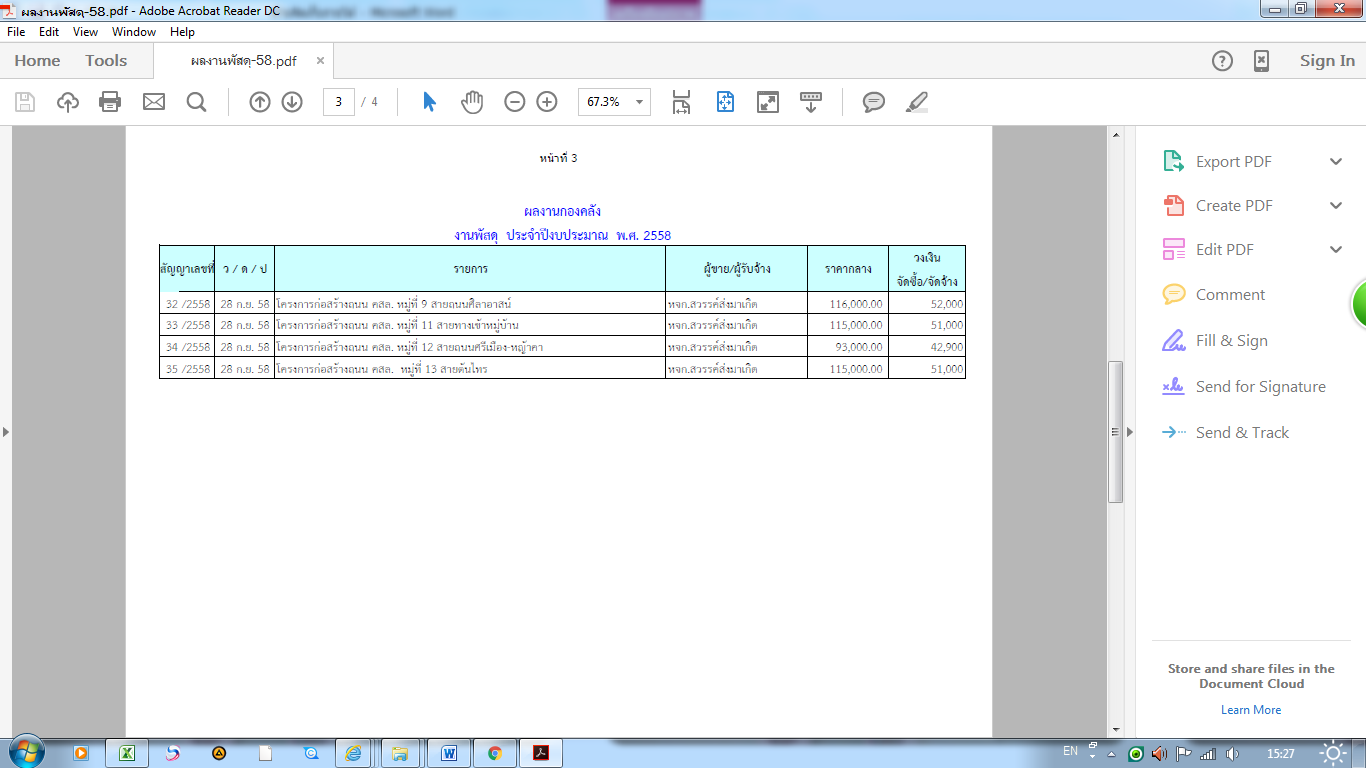 ผลงานพัสดุ-58.pdf - Adobe Acrobat Reader DC
File Edit View Window Help
Home Tools ผลงานพัสดุ-58.pdf × Sign In
3 / 4 67.3%
หน้าที่ 3
ผลงานกองคลัง
งานพัสดุ ประจำปีงบประมาณ พ.ศ. 2558
สัญญาเลขที่ ว / ด / ป รายการ ผู้ขาย/ผู้รับจ้าง ราคากลาง วงเงิน
จัดซื้อ/จัดจ้าง
32 /2558 28 ก.ย. 58 โครงการก่อสร้างถนน คสล. หมู่ที่ 9 สายถนนศิลาอาสน์ หจก.สวรรค์ส่งมาเกิด 116,000.00 52,000
33 /2558 28 ก.ย. 58 โครงการก่อสร้างถนน คสล. หมู่ที่ 11 สายทางเข้าหมู่บ้าน หจก.สวรรค์ส่งมาเกิด 115,000.00 51,000
34 /2558 28 ก.ย. 58 โครงการก่อสร้างถนน คสล. หมู่ที่ 12 สายถนนศรีเมือง-หญ้าคา หจก.สวรรค์ส่งมาเกิด 93,000.00 42,900
35 /2558 28 ก.ย. 58 โครงการก่อสร้างถนน คสล. หมู่ที่ 13 สายต้นไทร หจก.สวรรค์ส่งมาเกิด 115,000.00 51,000
Export PDF
Create PDF
Edit PDF
Comment
Fill & Sign
Send for Signature
Send & Track
Store and share files in the
Document Cloud
Learn More
EN 15:27